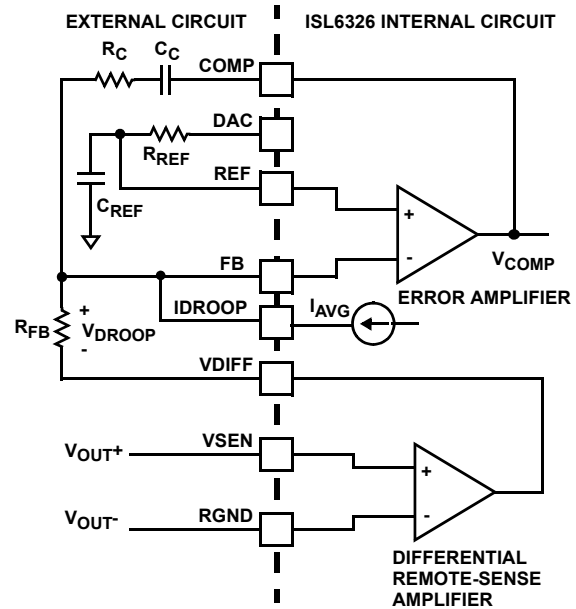 EXTERNAL CIRCUIT
ISL6326 INTERNAL CIRCUIT
RC
CC
COMP
DAC
RREF
REF
CREF
+
-
VCOMP
ERROR AMPLIFIER
FB
IDROOP
IAVG
RFB
+
VDROOP
-
VDIFF
VOUT+
VSEN
+
VOUT-
RGND
-
DIFFERENTIAL
REMOTE-SENSE
AMPLIFIER